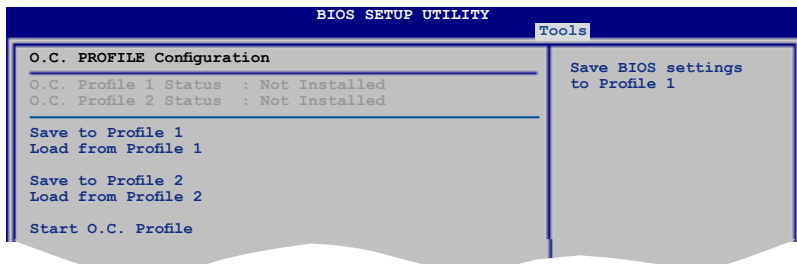 BIOS SETUP UTILITY
Tools
O.C. PROFILE Configuration
O.C. Profile 1 Status : Not Installed
O.C. Profile 2 Status : Not Installed
Save to Profile 1
Load from Profile 1
Save to Profile 2
Load from Profile 2
Start O.C. Profile
Save BIOS settings
to Profile 1